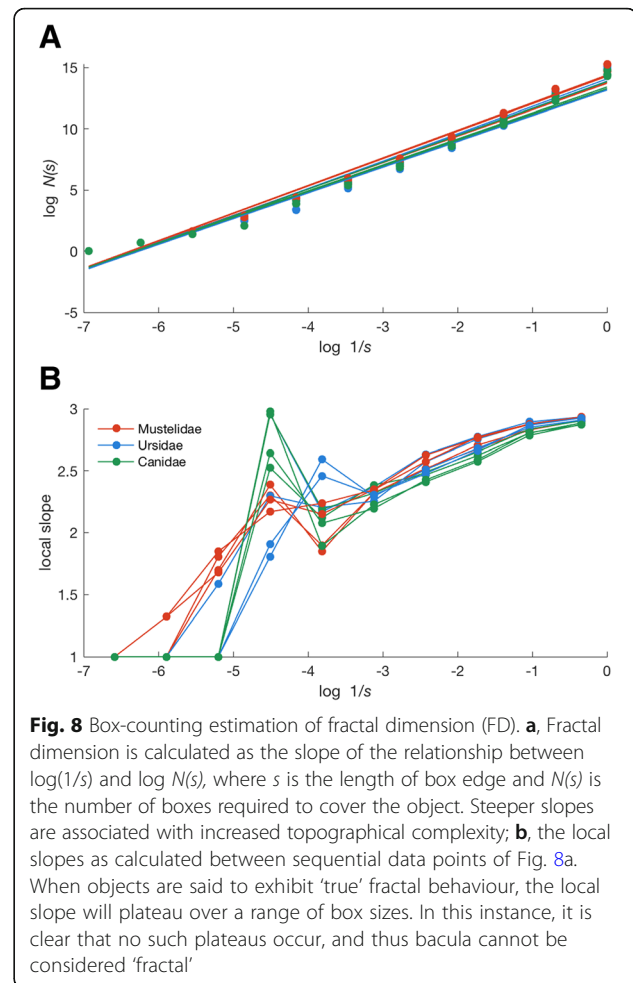 A
15
10
5
0
-5
log N(s)
-7 -6 -5 -4 -3 -2 -1 0
log 1/s
B
3
2.5
2
1.5
1
local slope
Mustelidae
Ursidae
Canidae
-7 -6 -5 -4 -3 -2 -1 0
log 1/s
Fig. 8 Box-counting estimation of fractal dimension (FD). a, Fractal
dimension is calculated as the slope of the relationship between
log(1/s) and log N(s), where s is the length of box edge and N(s) is
the number of boxes required to cover the object. Steeper slopes
are associated with increased topographical complexity; b, the local
slopes as calculated between sequential data points of Fig. 8a.
When objects are said to exhibit ‘true’ fractal behaviour, the local
slope will plateau over a range of box sizes. In this instance, it is
clear that no such plateaus occur, and thus bacula cannot be
considered ‘fractal’